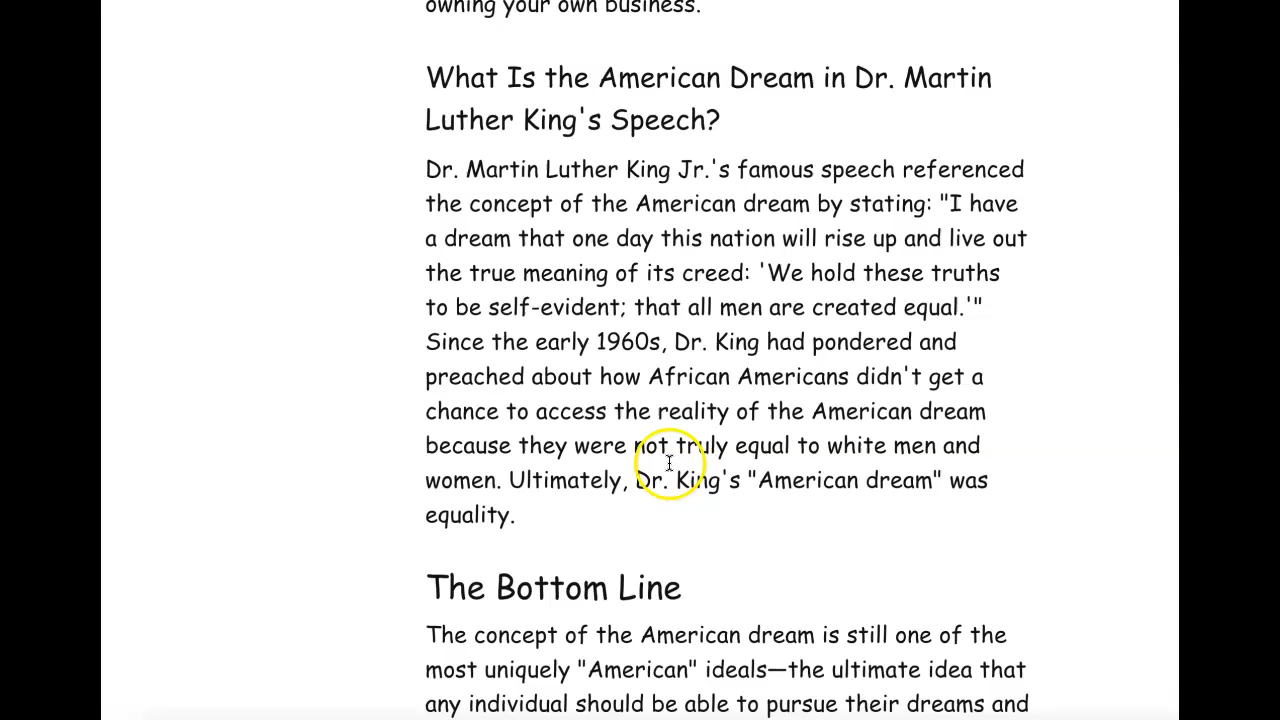 owning your own business.
What Is the American Dream in Dr. Martin
Luther King's Speech?
Dr. Martin Luther King Jr.'s famous speech referenced
the concept of the American dream by stating: "I have
a dream that one day this nation will rise up and live out
the true meaning of its creed: 'We hold these truths
to be self-evident; that all men are created equal.'"
Since the early 1960s, Dr. King had pondered and
preached about how African Americans didn't get a
chance to access the reality of the American dream
because they were not truly equal to white men and
women. Ultimately, Dr. King's "American dream" was
equality.
The Bottom Line
The concept of the American dream is still one of the
most uniquely "American" ideals—the ultimate idea that
any individual should be able to pursue their dreams and